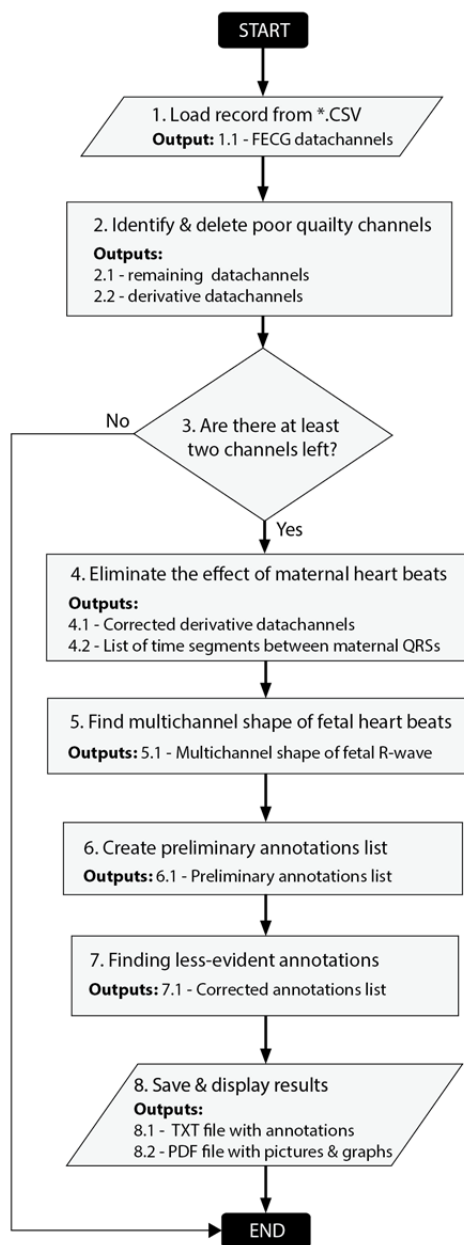 START
1. Load record from *.CSV
Output: 1.1 - FECG datachannels
2. Identify & delete poor quailty channels
Outputs:
2.1 - remaining datachannels
2.2 - derivative datachannels
No
3. Are there at least
two channels left?
Yes
4. Eliminate the effect of maternal heart beats
Outputs:
4.1 - Corrected derivative datachannels
4.2 - List of time segments between maternal QRSs
5. Find multichannel shape of fetal heart beats
Outputs: 5.1 - Multichannel shape of fetal R-wave
6. Create preliminary annotations list
Outputs: 6.1 - Preliminary annotations list
7. Finding less-evident annotations
Outputs: 7.1 - Corrected annotations list
8. Save & display results
Outputs:
8.1 - TXT file with annotations
8.2 - PDF file with pictures & graphs
END